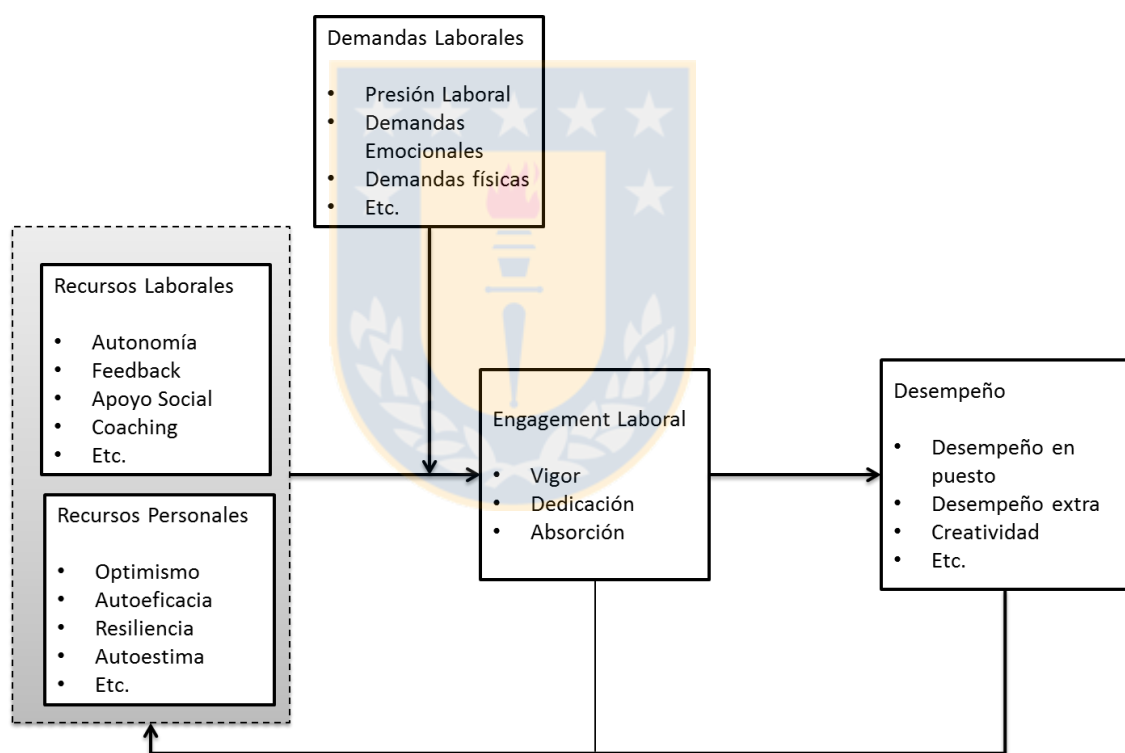 Demandas Laborales
• Presión Laboral
• Demandas
Emocionales
• Demandas físicas
• Etc.
Recursos Laborales
• Autonomía
• Feedback
• Apoyo Social
• Coaching
• Etc.
Recursos Personales
• Optimismo
• Autoeficacia
• Resiliencia
• Autoestima
• Etc.
Engagement Laboral
• Vigor
• Dedicación
• Absorción
Desempeño
• Desempeño en
puesto
• Desempeño extra
• Creatividad
• Etc.